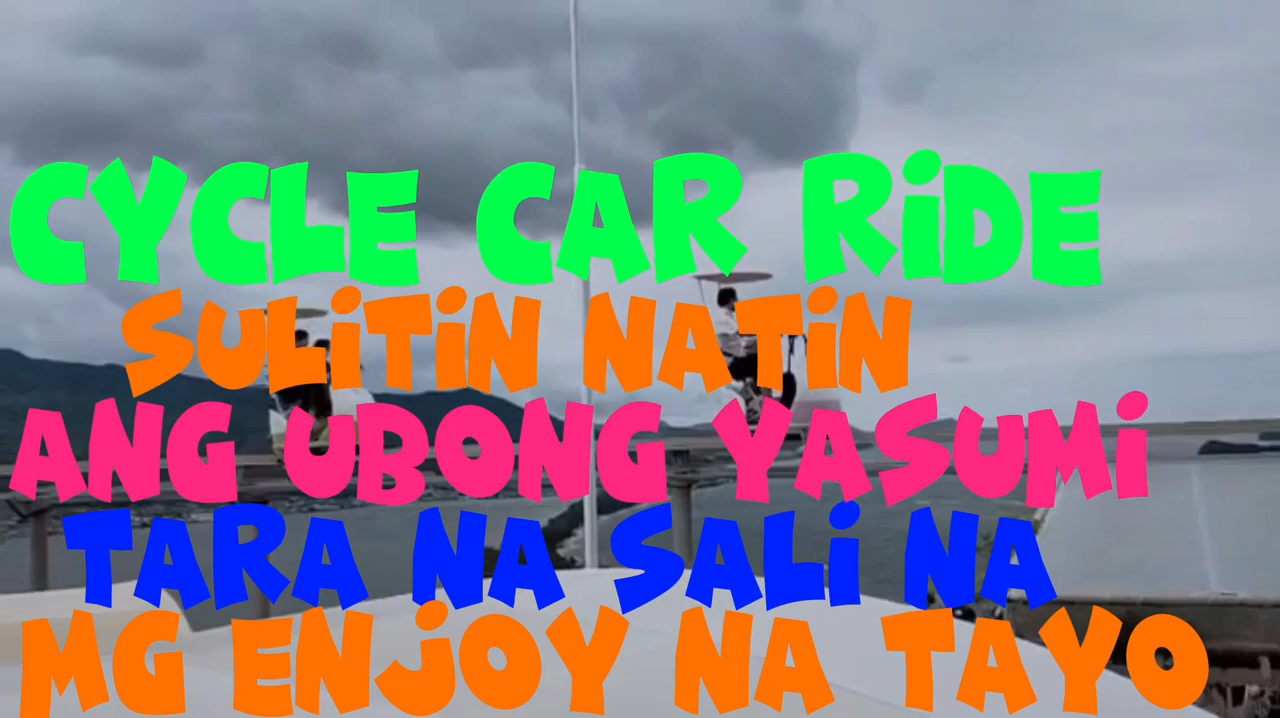 CYCLE CAR RiDE
SULiTiN NATiN
ANG UBONG YASUMi
TARA NA SALi NA
MG ENJOY NA TAYO